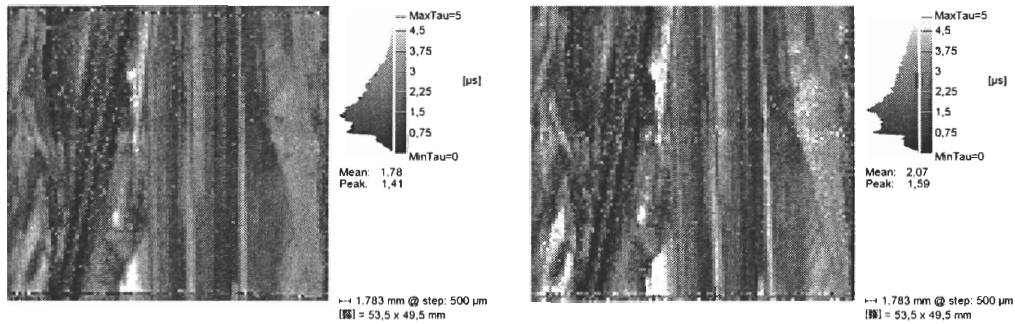 MaxTau=5
4,5
3,75
3
[µs]
2,25
1,5
0,75
MinTau=0
Mean: 1,78
Peak. 1,41
1.783 mm @ step: 500 µm
= 53,5 x 49,5 mm
MaxTau=5
4,5
3,75
3
[µs]
2,25
1,5
0,75
MinTau=0
Mean: 2,07
Peak: 1,59
1.783 mm @ step: 500 µm
= 53,5 x 49,5 mm